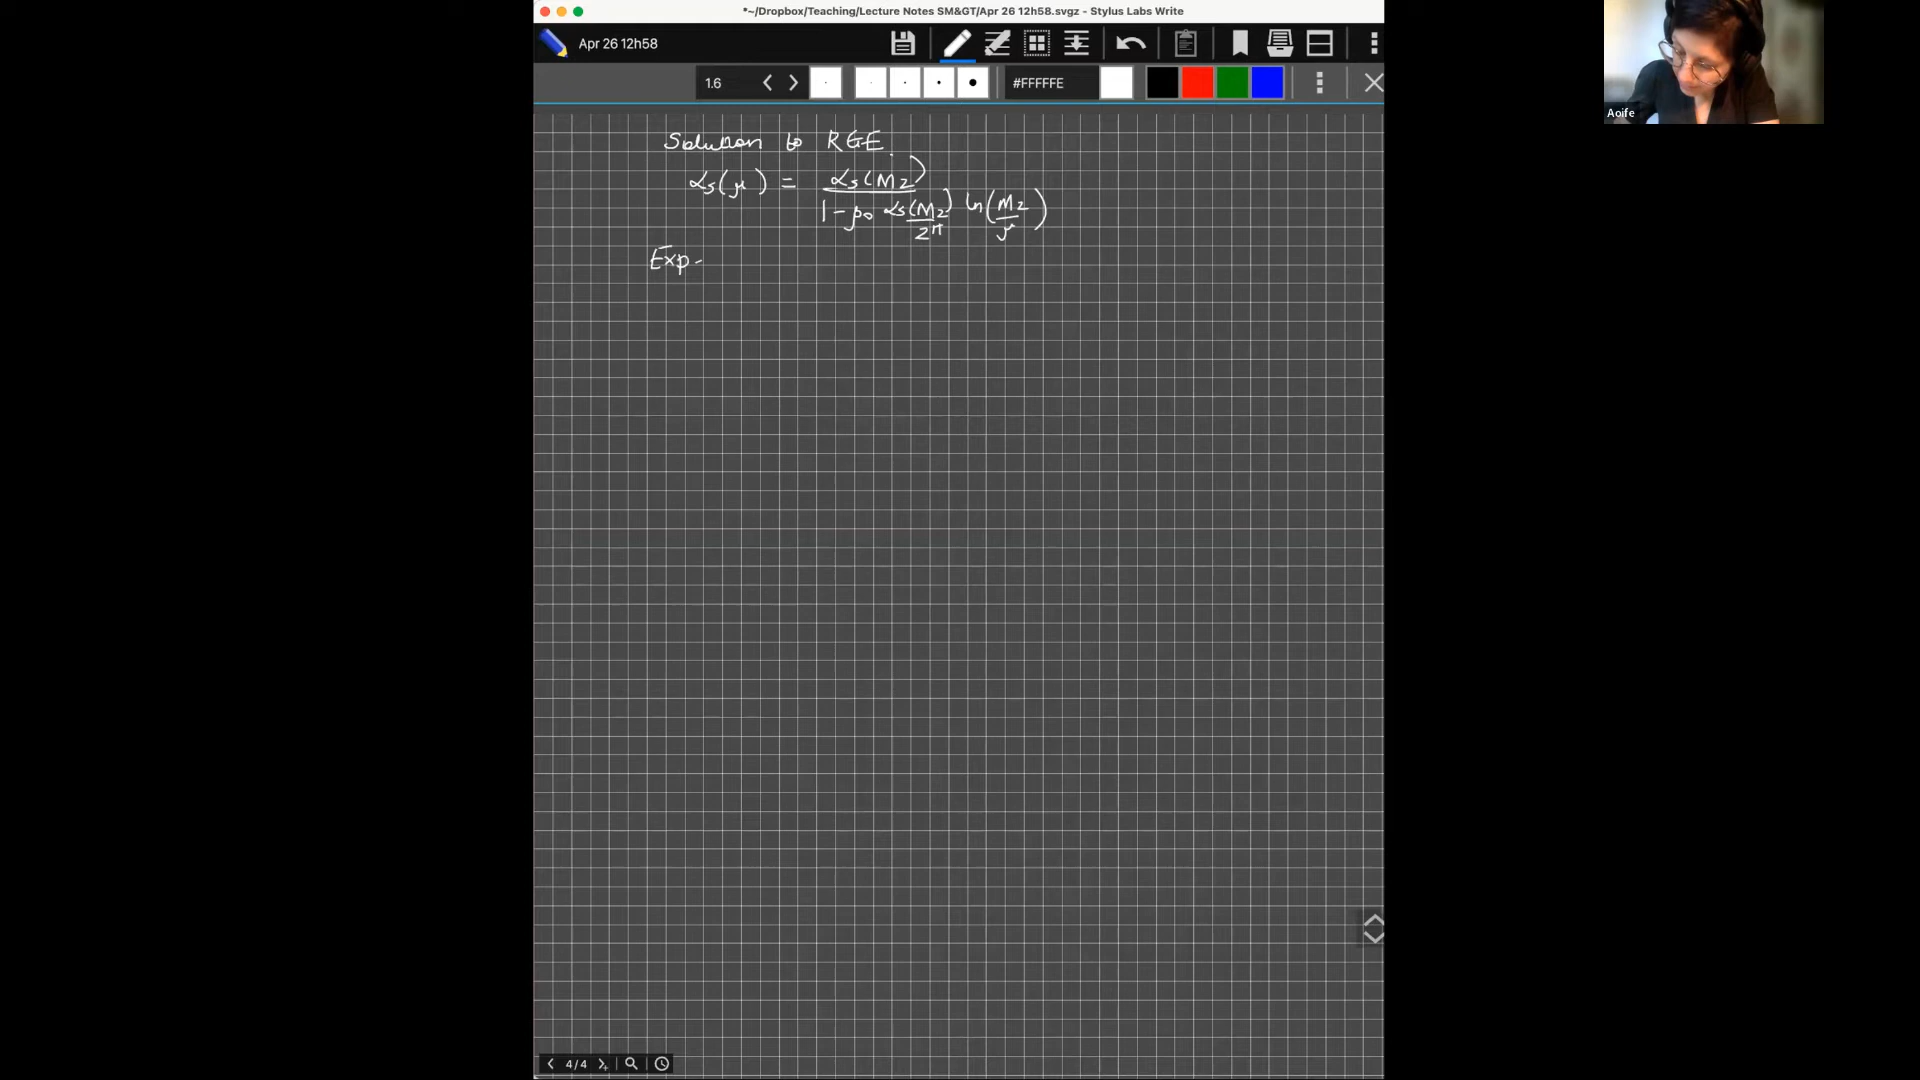 *~/Dropbox/Teaching/Lecture Notes SM&GT/Apr 26 12h58.svgz - Stylus Labs Write
Apr 26 12h58
1.6
#FFFFFE
Aoife
Solution to RGE.
αs(μ) = αs(Mz)
1 - β0 αs(Mz) ln(Mz)
2π μ
Exp -
4/4